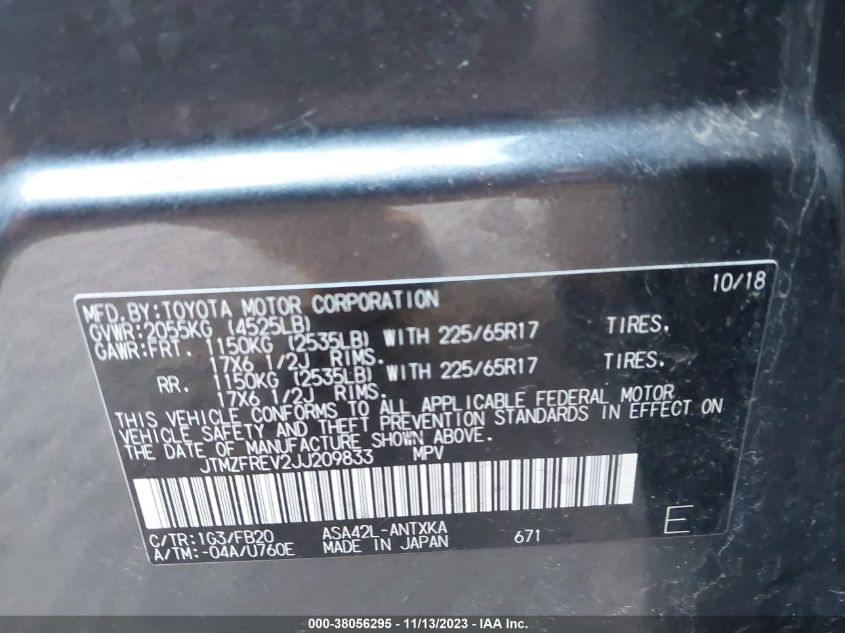 10/18
MFD. BY: TOYOTA MOTOR CORPORATION
GVWR: 2055KG (4525LB)
GAWR: FRT. 1150KG (2535LB) WITH 225/65R17 TIRES.
17X6 1/2J RIMS.
RR. 1150KG (2535LB) WITH 225/65R17 TIRES.
17X6 1/2J RIMS.
THIS VEHICLE CONFORMS TO ALL APPLICABLE FEDERAL MOTOR
VEHICLE SAFETY AND THEFT PREVENTION STANDARDS IN EFFECT ON
THE DATE OF MANUFACTURE SHOWN ABOVE.
JTMZFREV2JJ209833 MPV
C/TR: 1G3/FB20 ASA42L-ANTXKA
A/TM: -04A/U760E MADE IN JAPAN 671 E
000-38056295 - 11/13/2023 - IAA Inc.